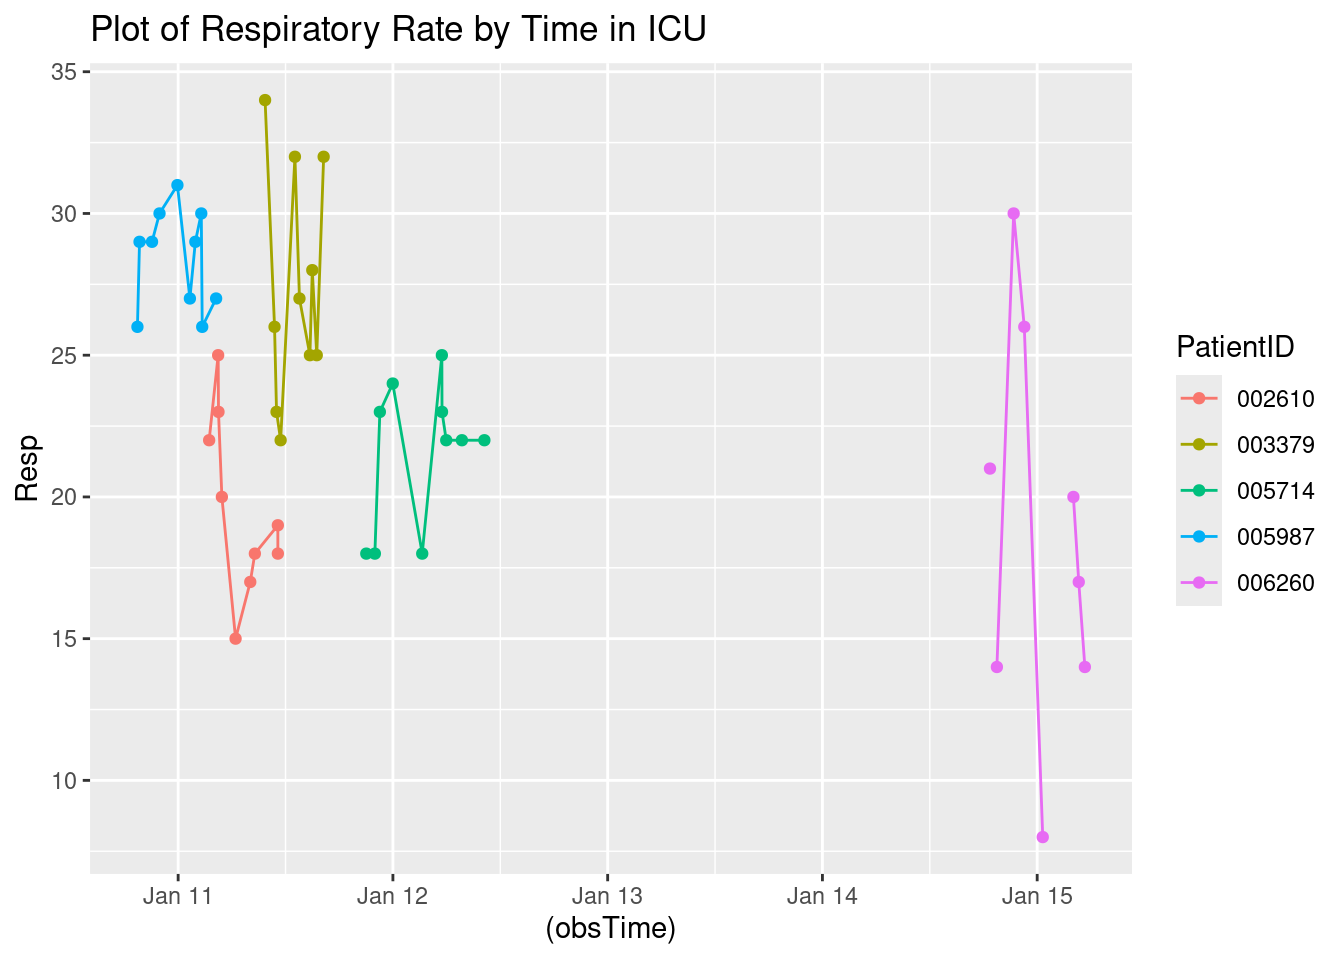 Plot of Respiratory Rate by Time in ICU
35
30
25
20
15
10
Resp
Jan 11 Jan 12 Jan 13 Jan 14 Jan 15
(obsTime)
PatientID
002610
003379
005714
005987
006260